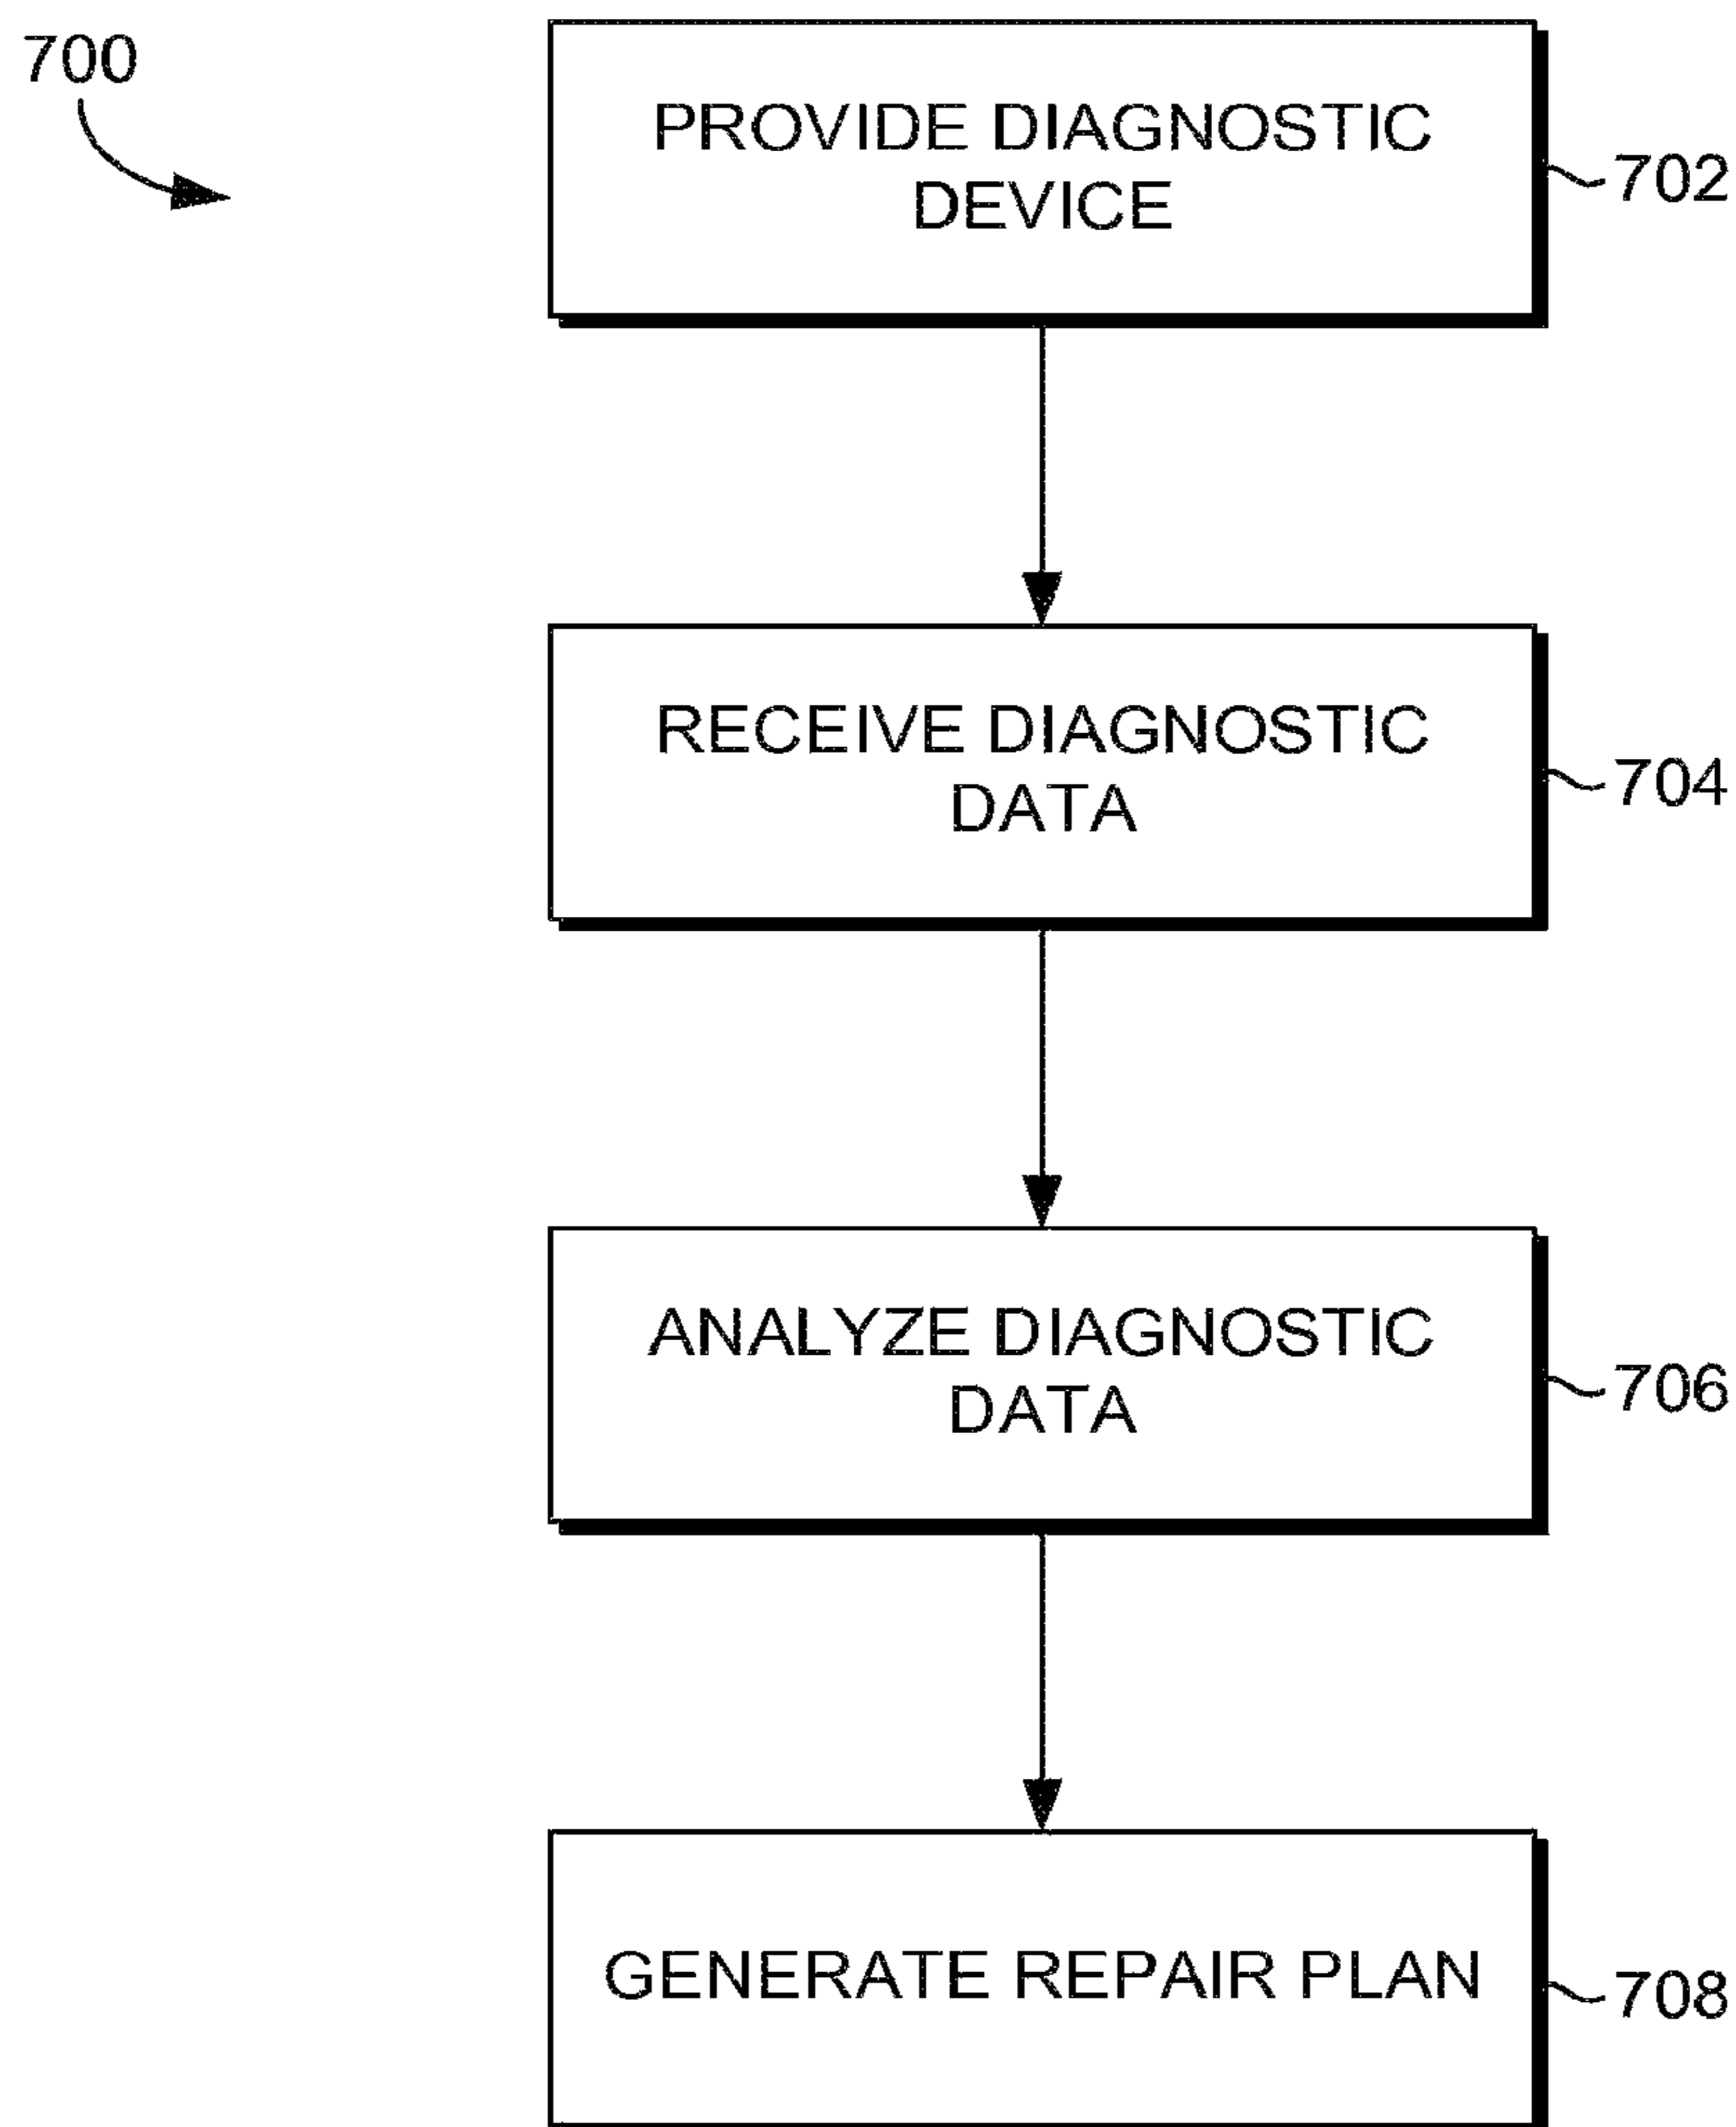 700
PROVIDE DIAGNOSTIC
DEVICE
702
RECEIVE DIAGNOSTIC
DATA
704
ANALYZE DIAGNOSTIC
DATA
706
GENERATE REPAIR PLAN
708